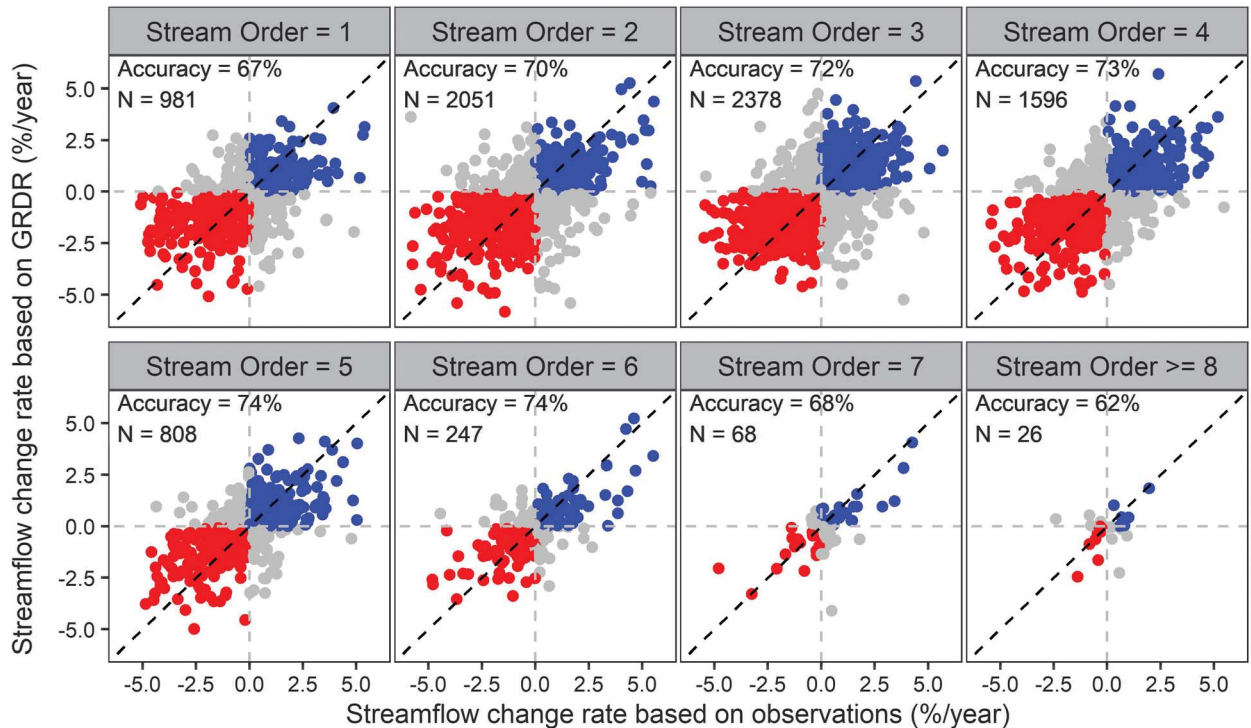 Stream Order = 1
Stream Order = 2
Stream Order = 3
Stream Order = 4
Accuracy = 67%
N = 981
Accuracy = 70%
N = 2051
Accuracy = 72%
N = 2378
Accuracy = 73%
N = 1596
5.0
2.5
0.0
-2.5
-5.0
Stream Order = 5
Stream Order = 6
Stream Order = 7
Stream Order >= 8
Accuracy = 74%
N = 808
Accuracy = 74%
N = 247
Accuracy = 68%
N = 68
Accuracy = 62%
N = 26
5.0
2.5
0.0
-2.5
-5.0
-5.0 -2.5 0.0 2.5 5.0
-5.0 -2.5 0.0 2.5 5.0
-5.0 -2.5 0.0 2.5 5.0
-5.0 -2.5 0.0 2.5 5.0
Streamflow change rate based on GRDR (%/year)
Streamflow change rate based on observations (%/year)